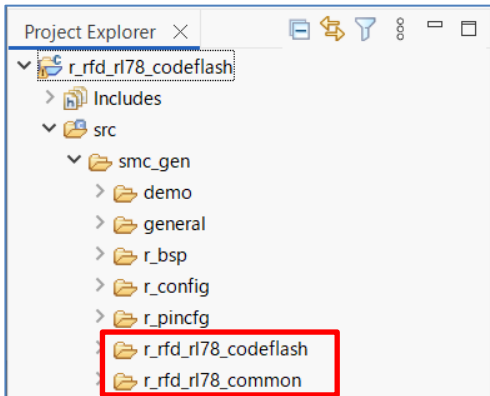 Project Explorer
r_rfd_rl78_codeflash
Includes
src
smc_gen
demo
general
r_bsp
r_config
r_pincfg
r_rfd_rl78_codeflash
r_rfd_rl78_common